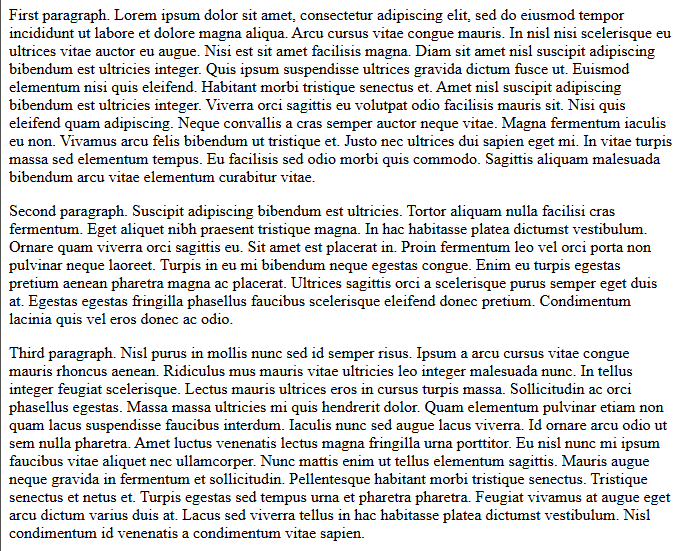 First paragraph. Lorem ipsum dolor sit amet, consectetur adipiscing elit, sed do eiusmod tempor
incididunt ut labore et dolore magna aliqua. Arcu cursus vitae congue mauris. In nisl nisi scelerisque eu
ultrices vitae auctor eu augue. Nisi est sit amet facilisis magna. Diam sit amet nisl suscipit adipiscing
bibendum est ultricies integer. Quis ipsum suspendisse ultrices gravida dictum fusce ut. Euismod
elementum nisi quis eleifend. Habitant morbi tristique senectus et. Amet nisl suscipit adipiscing
bibendum est ultricies integer. Viverra orci sagittis eu volutpat odio facilisis mauris sit. Nisi quis
eleifend quam adipiscing. Neque convallis a cras semper auctor neque vitae. Magna fermentum iaculis
eu non. Vivamus arcu felis bibendum ut tristique et. Justo nec ultrices dui sapien eget mi. In vitae turpis
massa sed elementum tempus. Eu facilisis sed odio morbi quis commodo. Sagittis aliquam malesuada
bibendum arcu vitae elementum curabitur vitae.
Second paragraph. Suscipit adipiscing bibendum est ultricies. Tortor aliquam nulla facilisi cras
fermentum. Eget aliquet nibh praesent tristique magna. In hac habitasse platea dictumst vestibulum.
Ornare quam viverra orci sagittis eu. Sit amet est placerat in. Proin fermentum leo vel orci porta non
pulvinar neque laoreet. Turpis in eu mi bibendum neque egestas congue. Enim eu turpis egestas
pretium aenean pharetra magna ac placerat. Ultrices sagittis orci a scelerisque purus semper eget duis
at. Egestas egestas fringilla phasellus faucibus scelerisque eleifend donec pretium. Condimentum
lacinia quis vel eros donec ac odio.
Third paragraph. Nisl purus in mollis nunc sed id semper risus. Ipsum a arcu cursus vitae congue
mauris rhoncus aenean. Ridiculus mus mauris vitae ultricies leo integer malesuada nunc. In tellus
integer feugiat scelerisque. Lectus mauris ultrices eros in cursus turpis massa. Sollicitudin ac orci
phasellus egestas. Massa massa ultricies mi quis hendrerit dolor. Quam elementum pulvinar etiam non
quam lacus suspendisse faucibus interdum. Iaculis nunc sed augue lacus viverra. Id ornare arcu odio ut
sem nulla pharetra. Amet luctus venenatis lectus magna fringilla urna porttitor. Eu nisl nunc mi ipsum
faucibus vitae aliquet nec ullamcorper. Nunc mattis enim ut tellus elementum sagittis. Mauris augue
neque gravida in fermentum et sollicitudin. Pellentesque habitant morbi tristique senectus. Tristique
senectus et netus et. Turpis egestas sed tempus urna et pharetra pharetra. Feugiat vivamus at augue eget
arcu dictum varius duis at. Lacus sed viverra tellus in hac habitasse platea dictumst vestibulum. Nisl
condimentum id venenatis a condimentum vitae sapien.